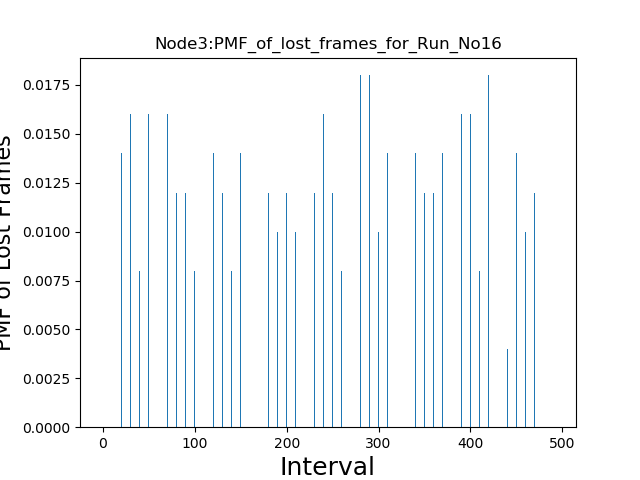 Node3:PMF_of_lost_frames_for_Run_No16
PMF of Lost Frames
0.0175
0.0150
0.0125
0.0100
0.0075
0.0050
0.0025
0.0000
0 100 200 300 400 500
Interval